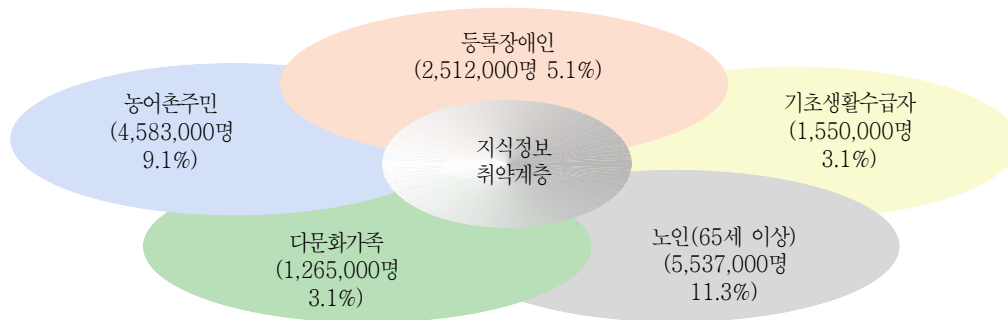 등록장애인
(2,512,000명 5.1%)
농어촌주민
(4,583,000명
9.1%)
기초생활수급자
(1,550,000명
3.1%)
지식정보
취약계층
다문화가족
(1,265,000명
3.1%)
노인(65세 이상)
(5,537,000명
11.3%)